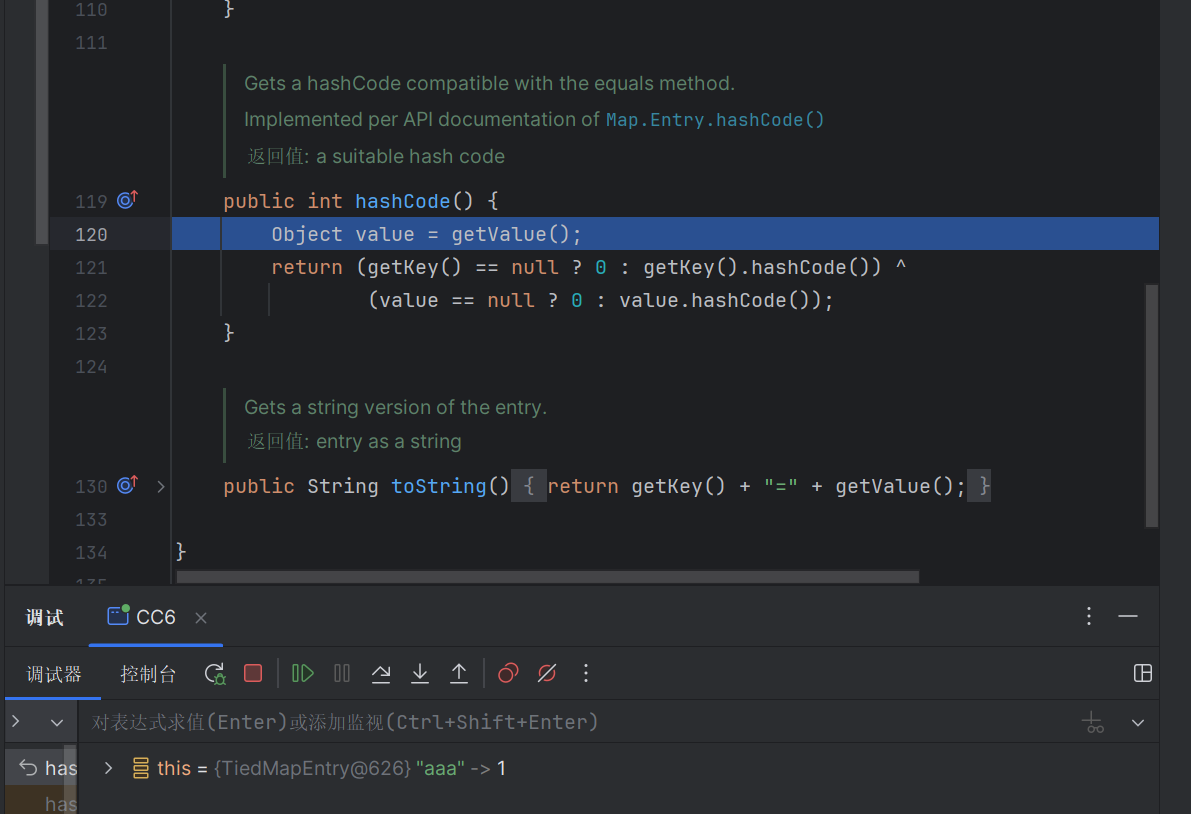 110 }
111
Gets a hashCode compatible with the equals method.
Implemented per API documentation of Map.Entry.hashCode()
返回值: a suitable hash code
119 public int hashCode() {
120 Object value = getValue();
121 return (getKey() == null ? 0 : getKey().hashCode()) ^
122 (value == null ? 0 : value.hashCode());
123 }
124
Gets a string version of the entry.
返回值: entry as a string
130 public String toString() { return getKey() + "=" + getValue(); }
133
134 }
135
调试 CC6
调试器 控制台
对表达式求值(Enter)或添加监视(Ctrl+Shift+Enter)
has this = {TiedMapEntry@626} "aaa" -> 1
has